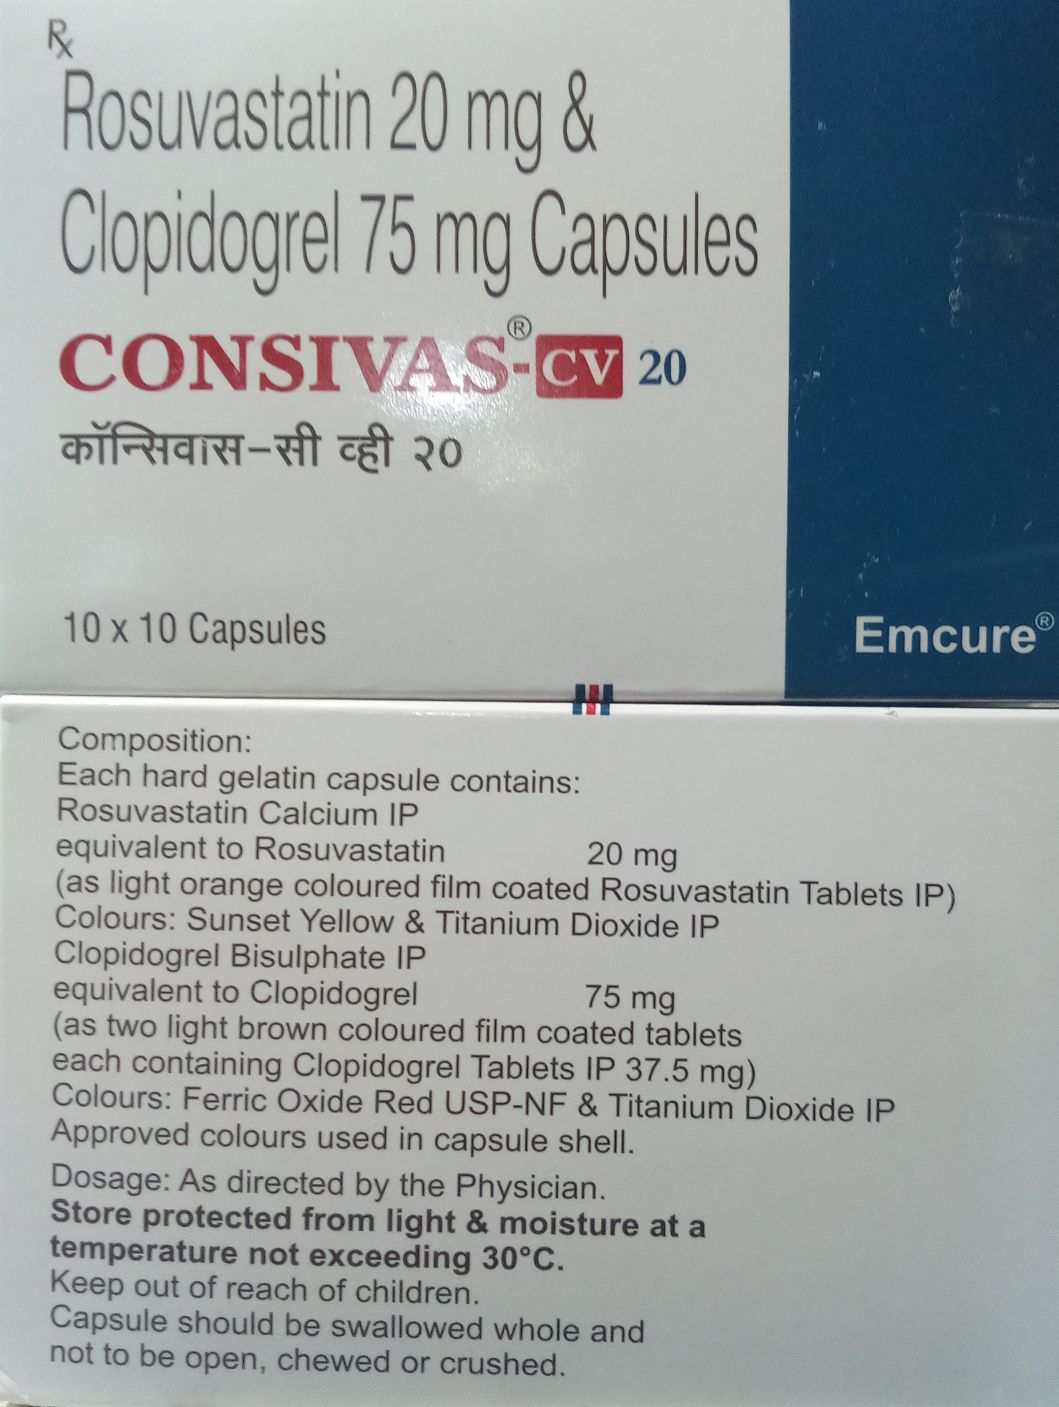 Rx
Rosuvastatin 20 mg &
Clopidogrel 75 mg Capsules
CONSIVAS®-CV 20
कॉन्सिवास-सी व्ही २०
10 x 10 Capsules
Emcure®
Composition:
Each hard gelatin capsule contains:
Rosuvastatin Calcium IP
equivalent to Rosuvastatin 20 mg
(as light orange coloured film coated Rosuvastatin Tablets IP)
Colours: Sunset Yellow & Titanium Dioxide IP
Clopidogrel Bisulphate IP
equivalent to Clopidogrel 75 mg
(as two light brown coloured film coated tablets
each containing Clopidogrel Tablets IP 37.5 mg)
Colours: Ferric Oxide Red USP-NF & Titanium Dioxide IP
Approved colours used in capsule shell.
Dosage: As directed by the Physician.
Store protected from light & moisture at a
temperature not exceeding 30°C.
Keep out of reach of children.
Capsule should be swallowed whole and
not to be open, chewed or crushed.